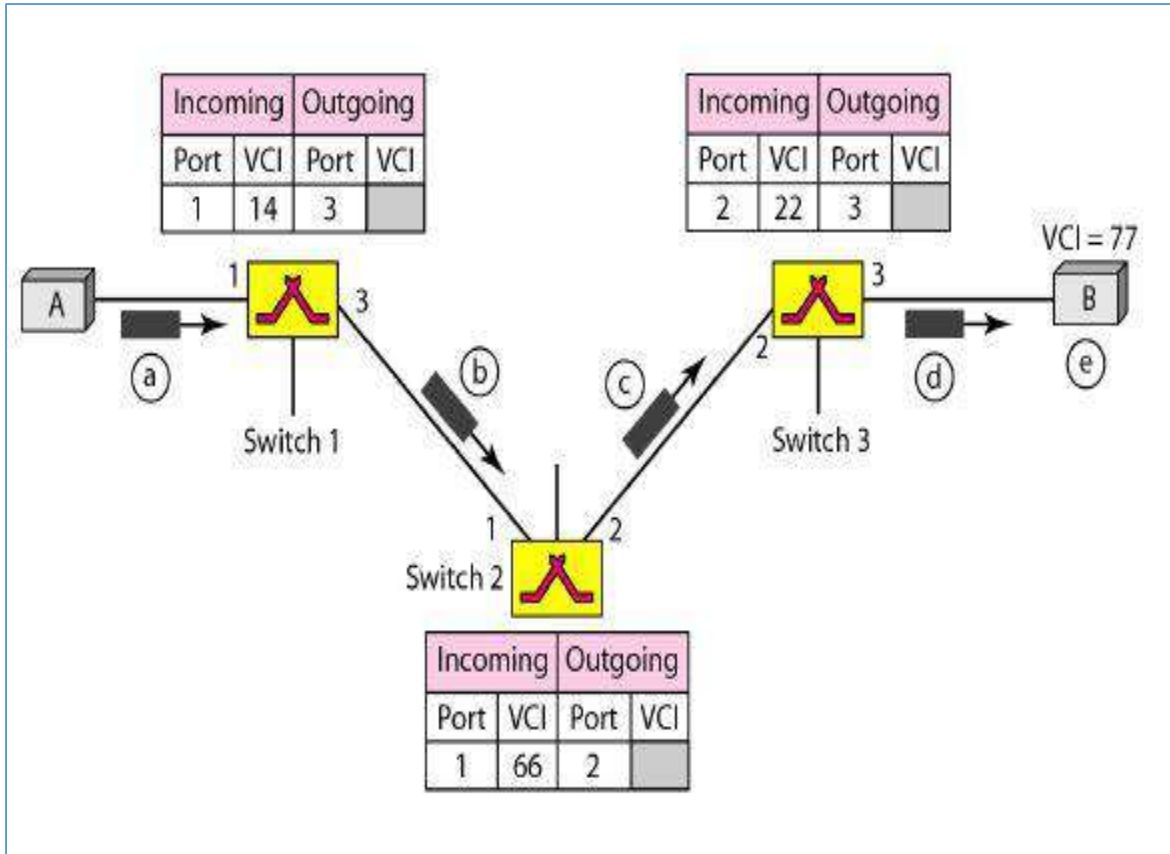 Incoming Outgoing
Port VCI Port VCI
1 14 3
Incoming Outgoing
Port VCI Port VCI
2 22 3
VCI = 77
A
1
3
a
Switch 1
b
1
2
Switch 2
c
2
3
Switch 3
d
B
e
Incoming Outgoing
Port VCI Port VCI
1 66 2